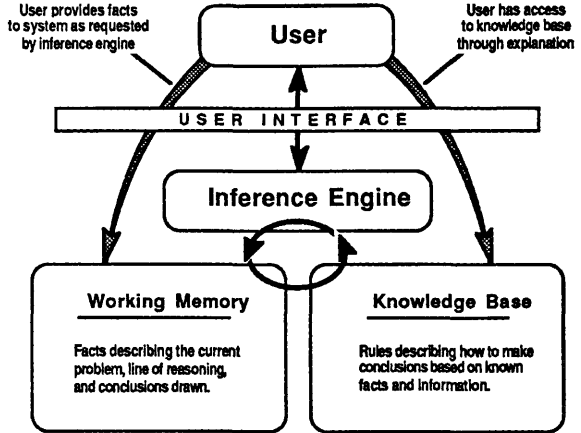 User provides facts
to system as requested
by inference engine
User has access
to knowledge base
through explanation
User
USER INTERFACE
Inference Engine
Working Memory
Facts describing the current
problem, line of reasoning,
and conclusions drawn.
Knowledge Base
Rules describing how to make
conclusions based on known
facts and information.